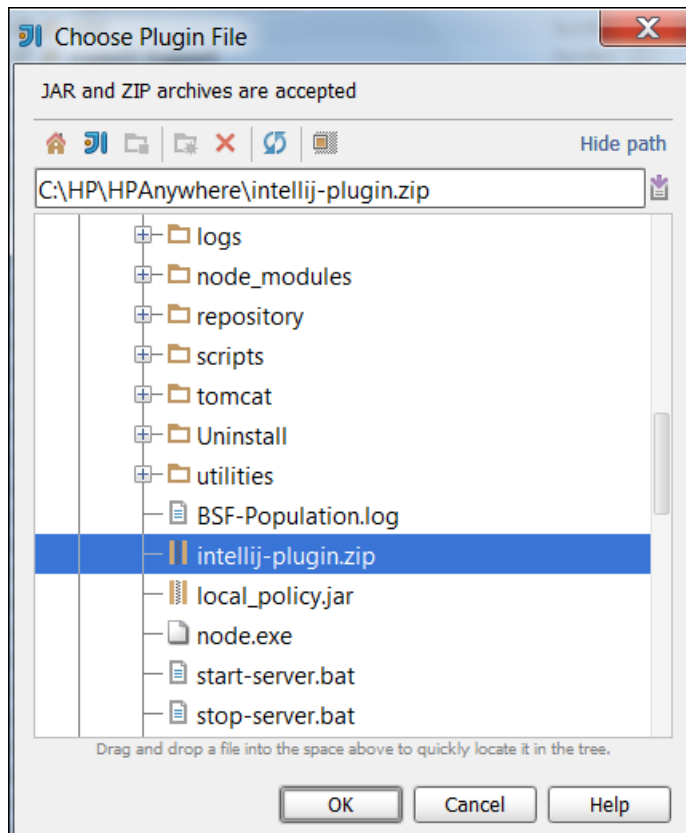 Choose Plugin File
JAR and ZIP archives are accepted
Hide path
C:\HP\HPAnywhere\intellij-plugin.zip
logs
node_modules
repository
scripts
tomcat
Uninstall
utilities
BSF-Population.log
intellij-plugin.zip
local_policy.jar
node.exe
start-server.bat
stop-server.bat
Drag and drop a file into the space above to quickly locate it in the tree.
OK Cancel Help